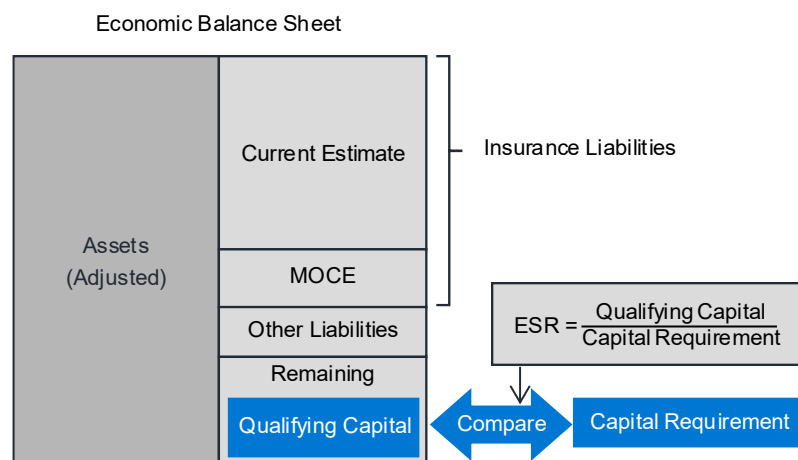 Economic Balance Sheet
Assets
(Adjusted)
Current Estimate
MOCE
Other Liabilities
Remaining
Qualifying Capital
Insurance Liabilities
ESR = Qualifying Capital
Capital Requirement
Compare
Capital Requirement